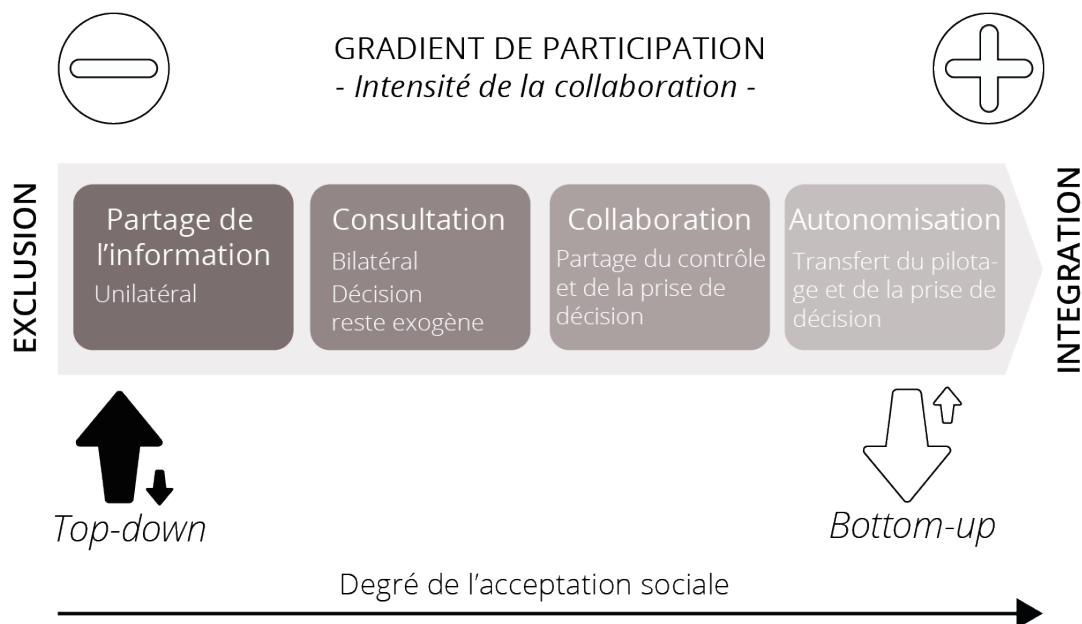 GRADIENT DE PARTICIPATION
- Intensité de la collaboration -
EXCLUSION
Partage de
l’information
Unilatéral
Consultation
Bilatéral
Décision
reste exogène
Collaboration
Partage du contrôle
et de la prise de
décision
Autonomisation
Transfert du pilota-
ge et de la prise de
décision
INTEGRATION
Top-down
Bottom-up
Degré de l’acceptation sociale